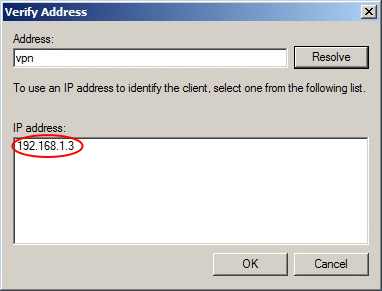 Verify Address
Address:
vpn
Resolve
To use an IP address to identify the client, select one from the following list.
IP address:
192.168.1.3
OK
Cancel